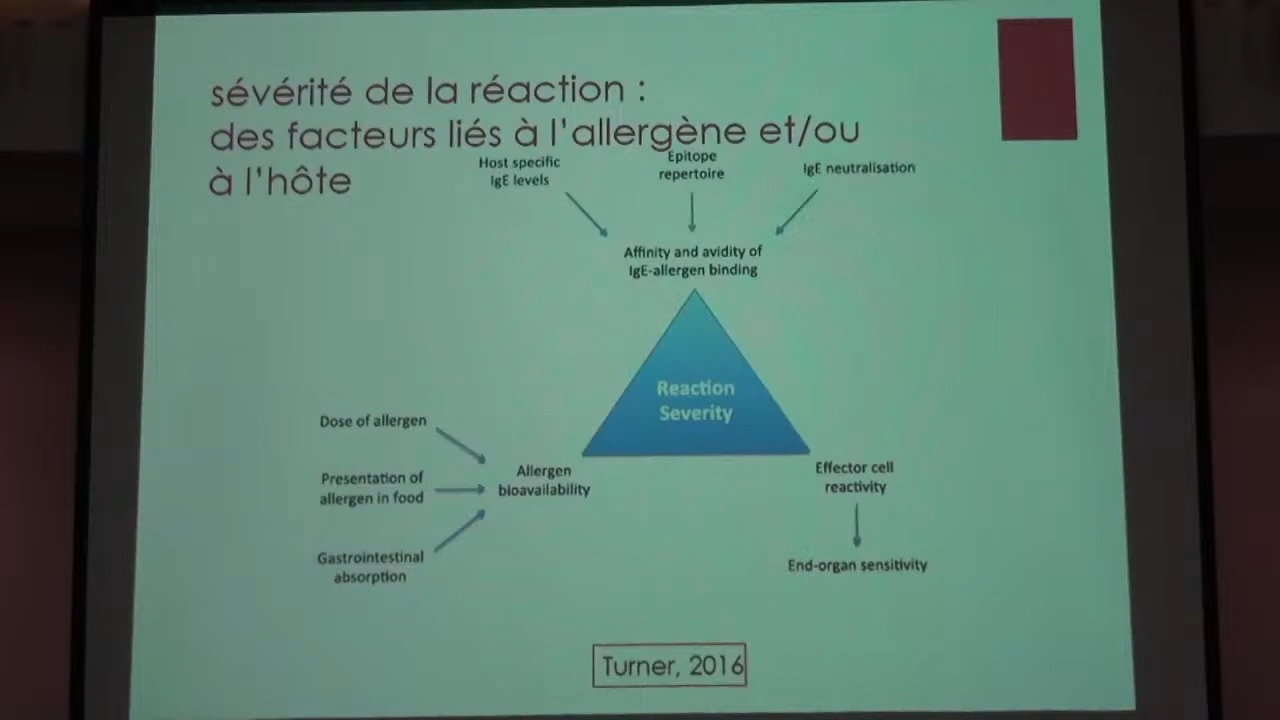 sévérité de la réaction :
des facteurs liés à l'allergène et/ou
à l'hôte
Host specific
IgE levels
Epitope
repertoire
IgE neutralisation
Affinity and avidity of
IgE-allergen binding
Reaction
Severity
Dose of allergen
Presentation of
allergen in food
Gastrointestinal
absorption
Allergen
bioavailability
Effector cell
reactivity
End-organ sensitivity
Turner, 2016